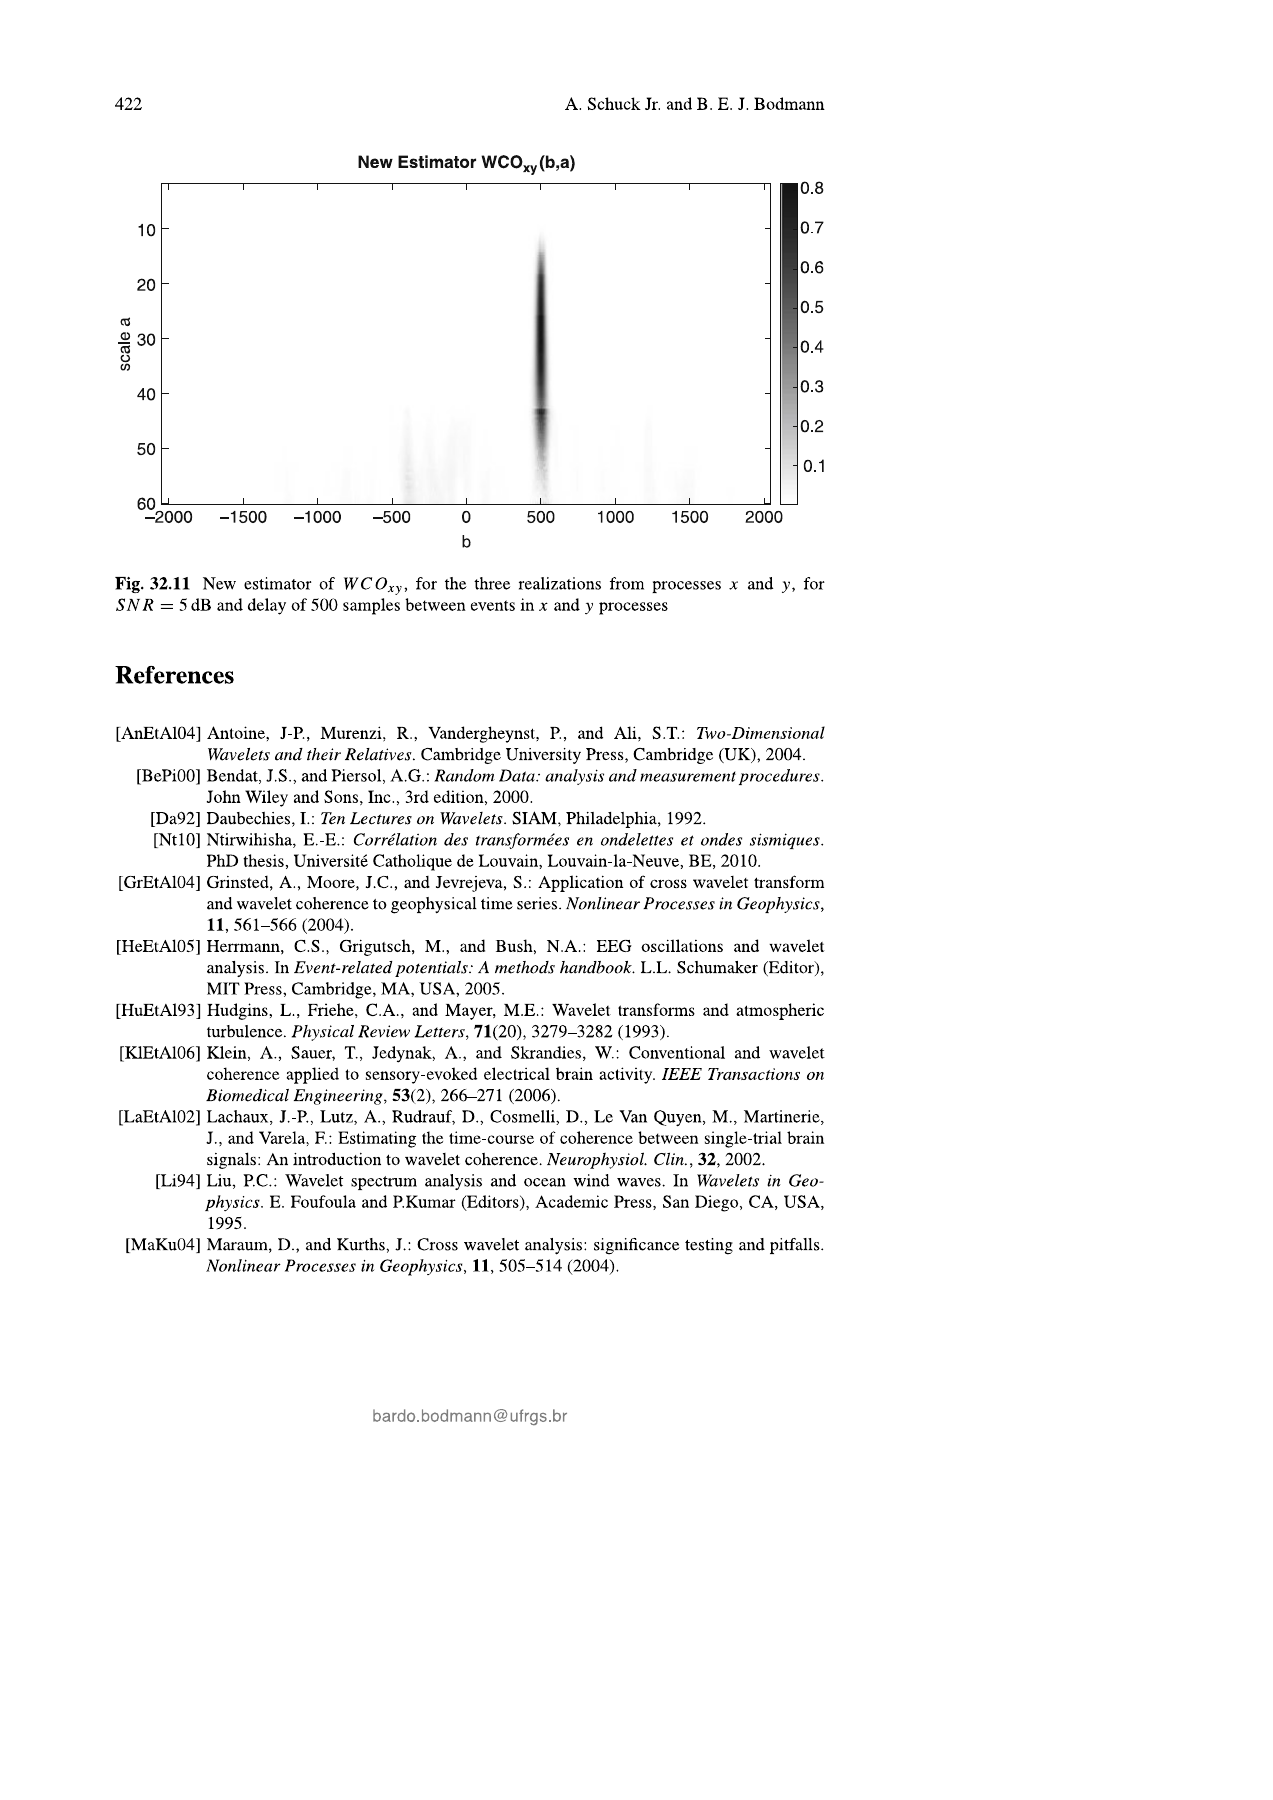 422
A. Schuck Jr. and B. E. J. Bodmann
New Estimator WCOxy(b,a)
0.8
0.7
0.6
0.5
0.4
0.3
0.2
0.1
10
20
30
40
50
60
scale a
–2000 –1500 –1000 –500 0 500 1000 1500 2000
b
Fig. 32.11 New estimator of WCOxy, for the three realizations from processes x and y, for
SNR = 5 dB and delay of 500 samples between events in x and y processes
References
[AnEtAl04] Antoine, J-P., Murenzi, R., Vandergheynst, P., and Ali, S.T.: Two-Dimensional
Wavelets and their Relatives. Cambridge University Press, Cambridge (UK), 2004.
[BePi00] Bendat, J.S., and Piersol, A.G.: Random Data: analysis and measurement procedures.
John Wiley and Sons, Inc., 3rd edition, 2000.
[Da92] Daubechies, I.: Ten Lectures on Wavelets. SIAM, Philadelphia, 1992.
[Nt10] Ntirwihisha, E.-E.: Corrélation des transformées en ondelettes et ondes sismiques.
PhD thesis, Université Catholique de Louvain, Louvain-la-Neuve, BE, 2010.
[GrEtAl04] Grinsted, A., Moore, J.C., and Jevrejeva, S.: Application of cross wavelet transform
and wavelet coherence to geophysical time series. Nonlinear Processes in Geophysics,
11, 561–566 (2004).
[HeEtAl05] Herrmann, C.S., Grigutsch, M., and Bush, N.A.: EEG oscillations and wavelet
analysis. In Event-related potentials: A methods handbook. L.L. Schumaker (Editor),
MIT Press, Cambridge, MA, USA, 2005.
[HuEtAl93] Hudgins, L., Friehe, C.A., and Mayer, M.E.: Wavelet transforms and atmospheric
turbulence. Physical Review Letters, 71(20), 3279–3282 (1993).
[KlEtAl06] Klein, A., Sauer, T., Jedynak, A., and Skrandies, W.: Conventional and wavelet
coherence applied to sensory-evoked electrical brain activity. IEEE Transactions on
Biomedical Engineering, 53(2), 266–271 (2006).
[LaEtAl02] Lachaux, J.-P., Lutz, A., Rudrauf, D., Cosmelli, D., Le Van Quyen, M., Martinerie,
J., and Varela, F.: Estimating the time-course of coherence between single-trial brain
signals: An introduction to wavelet coherence. Neurophysiol. Clin., 32, 2002.
[Li94] Liu, P.C.: Wavelet spectrum analysis and ocean wind waves. In Wavelets in Geo-
physics. E. Foufoula and P.Kumar (Editors), Academic Press, San Diego, CA, USA,
1995.
[MaKu04] Maraum, D., and Kurths, J.: Cross wavelet analysis: significance testing and pitfalls.
Nonlinear Processes in Geophysics, 11, 505–514 (2004).
bardo.bodmann@ufrgs.br